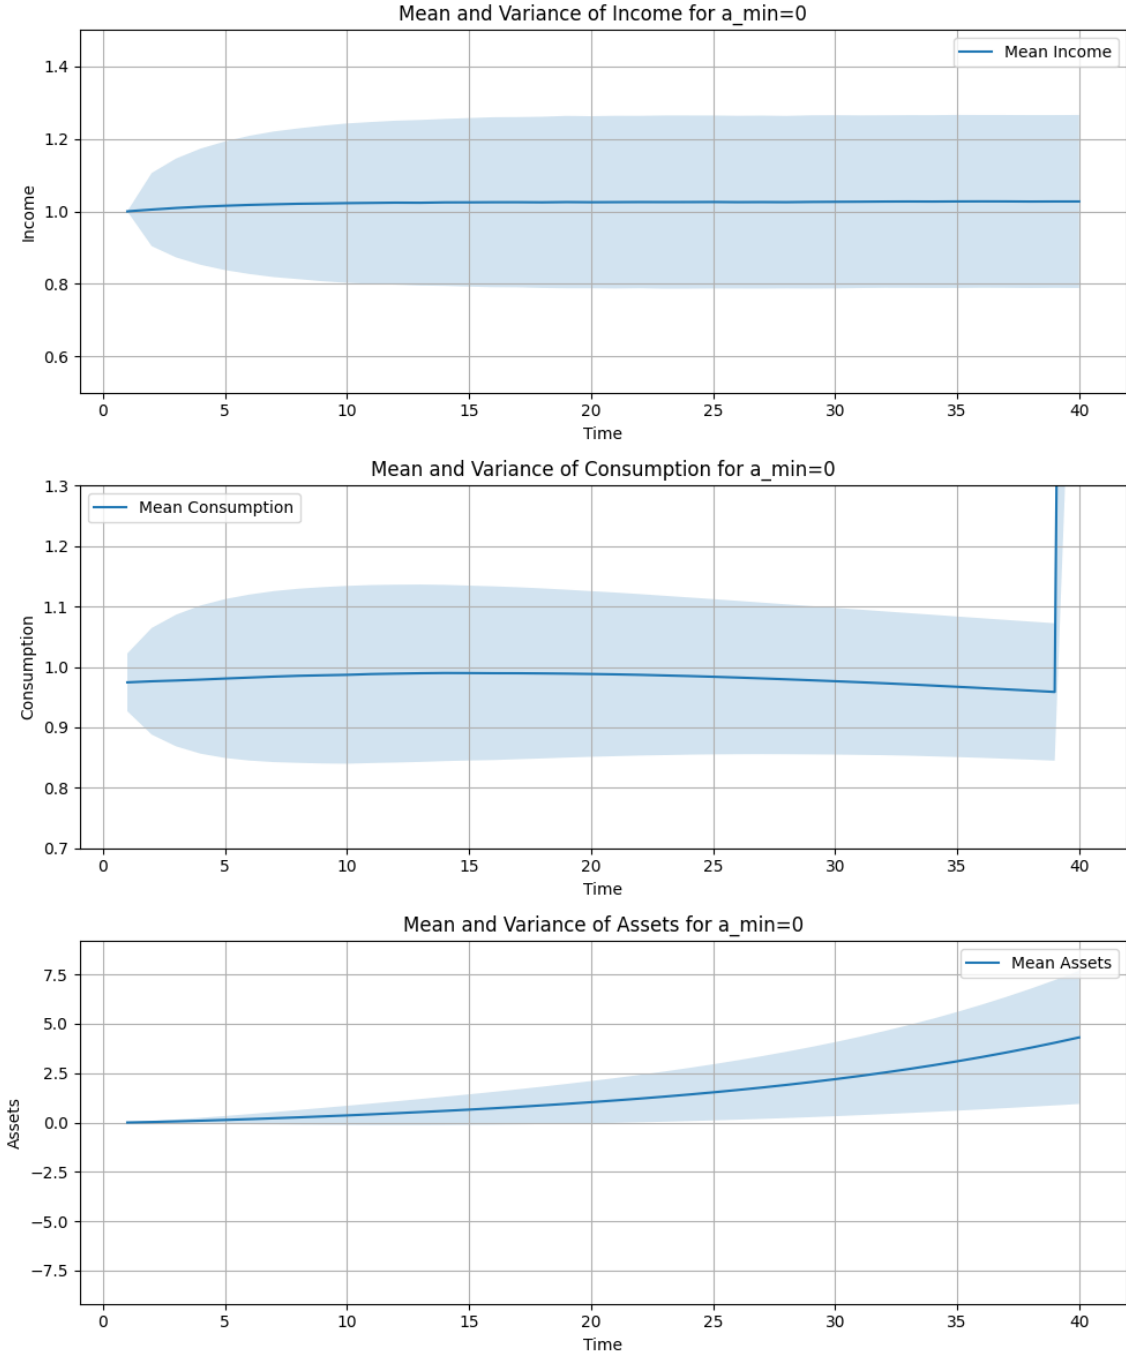 Mean and Variance of Income for a_min=0
Mean Income
1.4
1.2
1.0
0.8
0.6
Income
0 5 10 15 20 25 30 35 40
Time
Mean and Variance of Consumption for a_min=0
Mean Consumption
1.3
1.2
1.1
1.0
0.9
0.8
0.7
Consumption
0 5 10 15 20 25 30 35 40
Time
Mean and Variance of Assets for a_min=0
Mean Assets
7.5
5.0
2.5
0.0
−2.5
−5.0
−7.5
Assets
0 5 10 15 20 25 30 35 40
Time